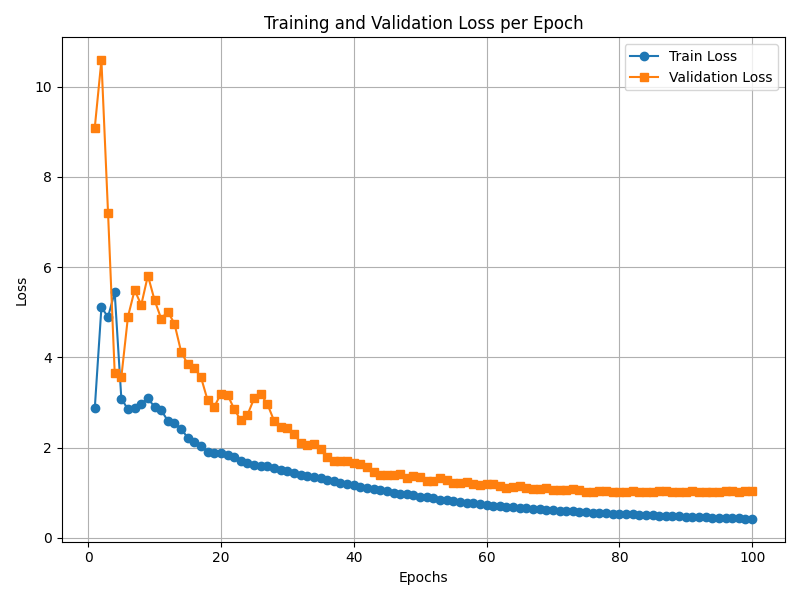 Training and Validation Loss per Epoch
Train Loss
Validation Loss
10
8
6
4
2
0
Loss
0 20 40 60 80 100
Epochs